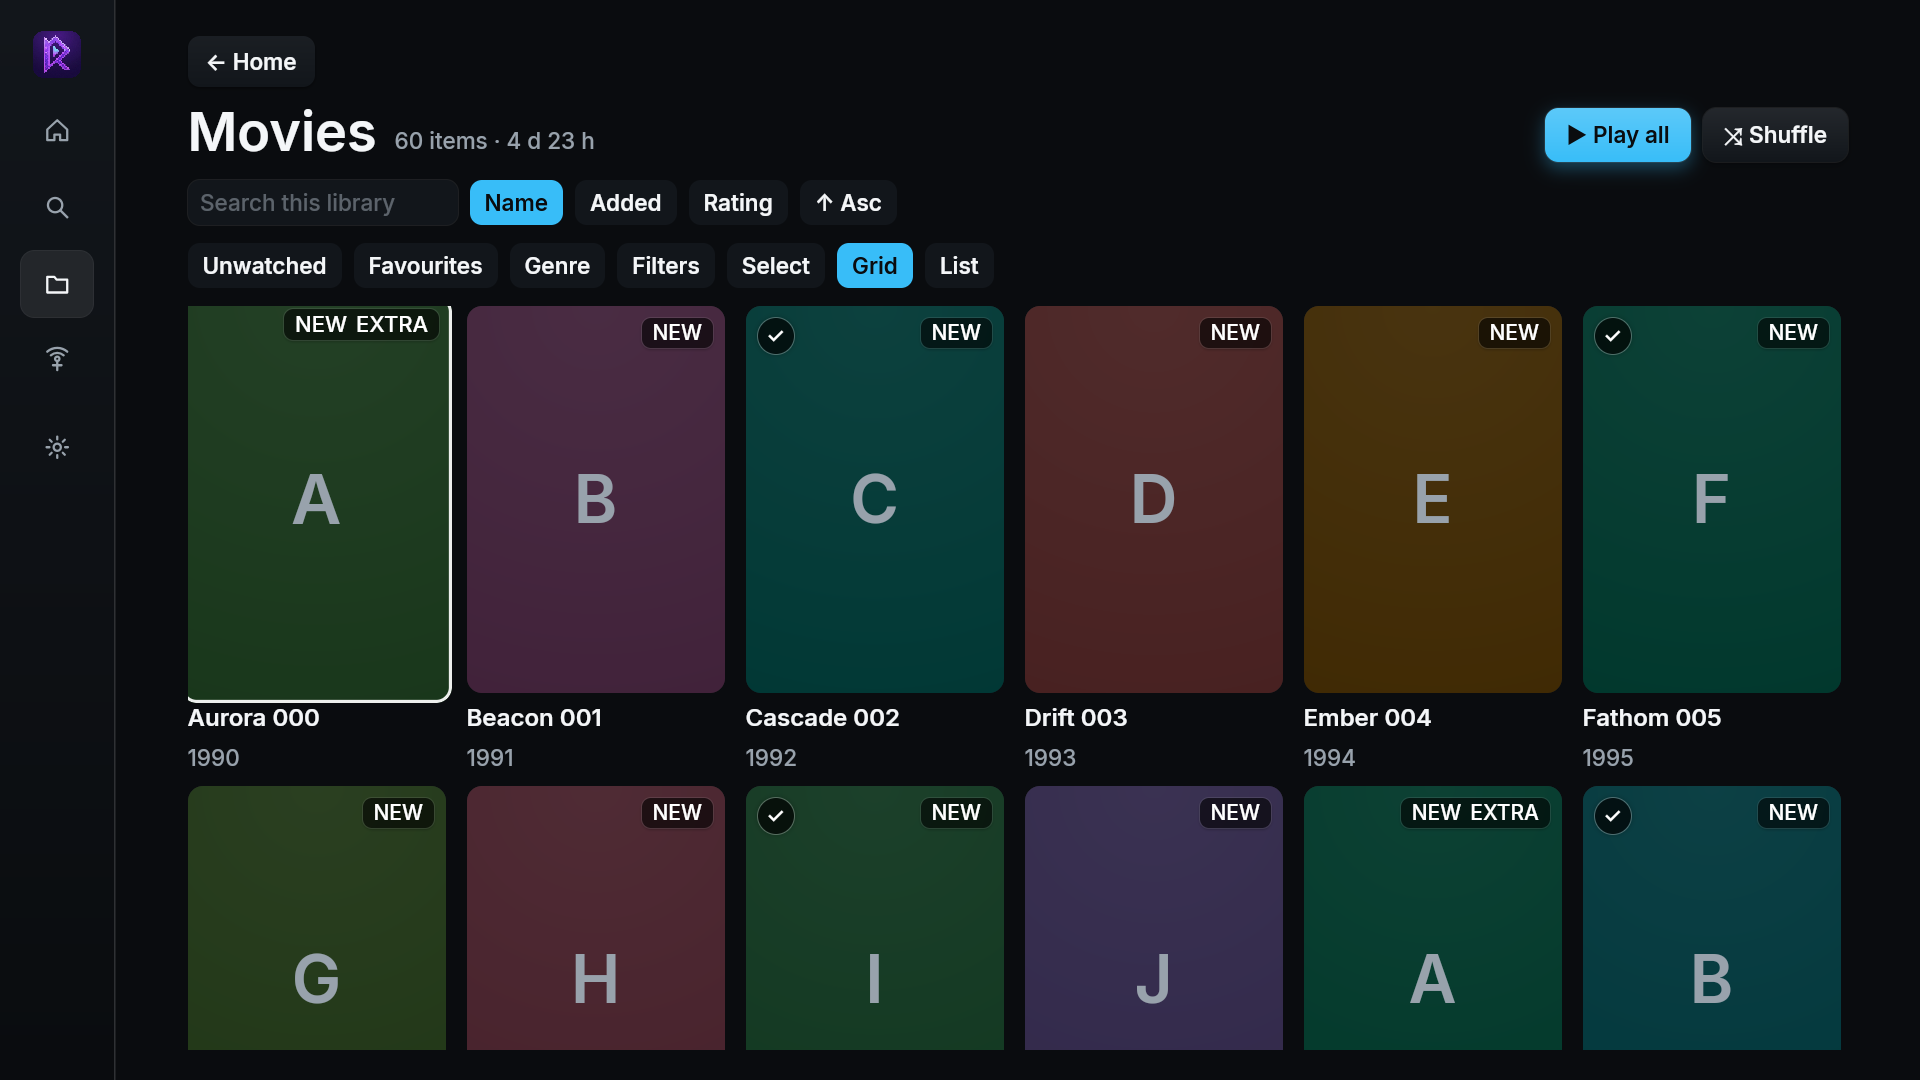 ← Home
Movies 60 items · 4 d 23 h
▶ Play all
Shuffle
Search this library
Name
Added
Rating
↑ Asc
Unwatched
Favourites
Genre
Filters
Select
Grid
List
NEW EXTRA
A
Aurora 000
1990
NEW
B
Beacon 001
1991
NEW
C
Cascade 002
1992
NEW
D
Drift 003
1993
NEW
E
Ember 004
1994
NEW
F
Fathom 005
1995
NEW
G
NEW
H
NEW
I
NEW
J
NEW EXTRA
A
NEW
B